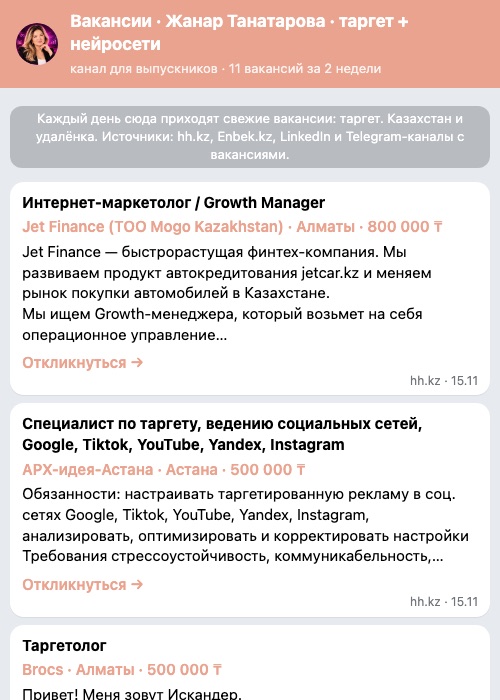 Вакансии · Жанар Танатарова · таргет +
нейросети
канал для выпускников · 11 вакансий за 2 недели
Каждый день сюда приходят свежие вакансии: таргет. Казахстан и
удалёнка. Источники: hh.kz, Enbek.kz, LinkedIn и Telegram-каналы с
вакансиями.
Интернет-маркетолог / Growth Manager
Jet Finance (ТОО Mogo Kazakhstan) · Алматы · 800 000 ₸
Jet Finance — быстрорастущая финтех-компания. Мы
развиваем продукт автокредитования jetcar.kz и меняем
рынок покупки автомобилей в Казахстане.
Мы ищем Growth-менеджера, который возьмет на себя
операционное управление...
Откликнуться →
hh.kz · 15.11
Специалист по таргету, ведению социальных сетей,
Google, Tiktok, YouTube, Yandex, Instagram
АРХ-идея-Астана · Астана · 500 000 ₸
Обязанности: настраивать таргетированную рекламу в соц.
сетях Google, Tiktok, YouTube, Yandex, Instagram,
анализировать, оптимизировать и корректировать настройки
Требования стрессоустойчивость, коммуникабельность,...
Откликнуться →
hh.kz · 15.11
Таргетолог
Brocs · Алматы · 500 000 ₸
Привет! Меня зовут Искандер.